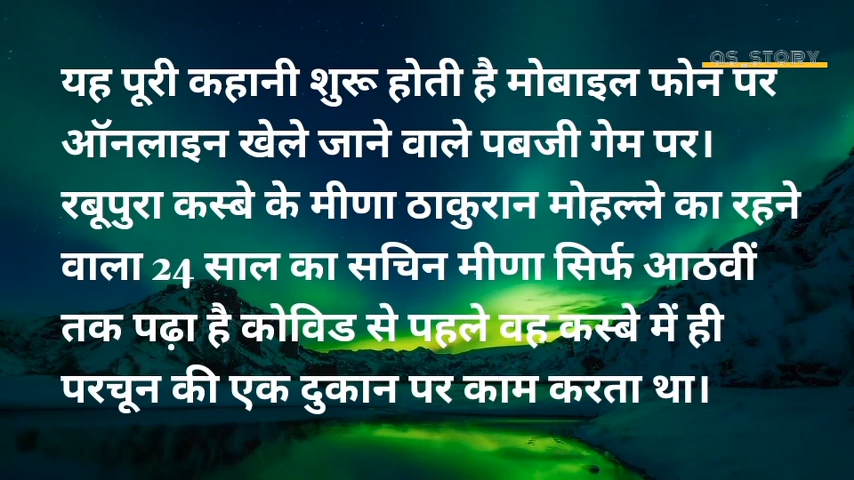 QS_STORY
यह पूरी कहानी शुरू होती है मोबाइल फोन पर
ऑनलाइन खेले जाने वाले पबजी गेम पर।
रबूपुरा कस्बे के मीणा ठाकुरान मोहल्ले का रहने
वाला 24 साल का सचिन मीणा सिर्फ आठवीं
तक पढ़ा है कोविड से पहले वह कस्बे में ही
परचून की एक दुकान पर काम करता था।